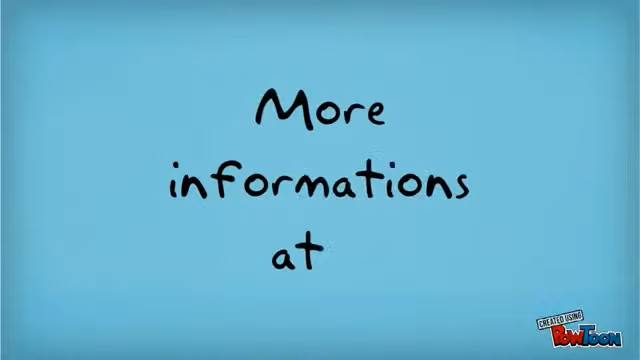 More
informations
at
CREATED USING
POWTOON